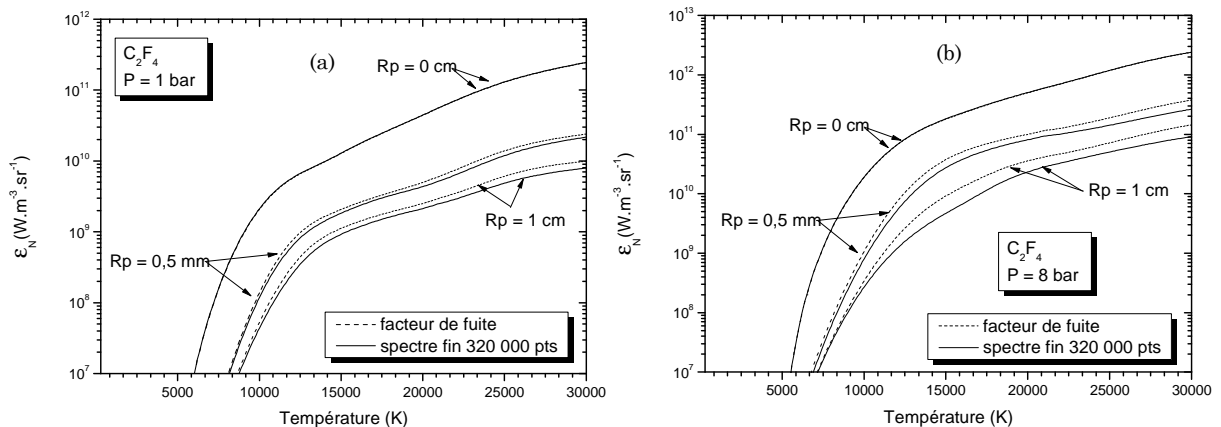 10^12
10^11
10^10
10^9
10^8
10^7
ε_N (W.m^-3.sr^-1)
C2F4
P = 1 bar
(a)
Rp = 0 cm
Rp = 0,5 mm
Rp = 1 cm
facteur de fuite
spectre fin 320 000 pts
5000 10000 15000 20000 25000 30000
Température (K)
10^13
10^12
10^11
10^10
10^9
10^8
10^7
ε_N (W.m^-3.sr^-1)
(b)
Rp = 0 cm
Rp = 1 cm
Rp = 0,5 mm
C2F4
P = 8 bar
facteur de fuite
spectre fin 320 000 pts
5000 10000 15000 20000 25000 30000
Température (K)